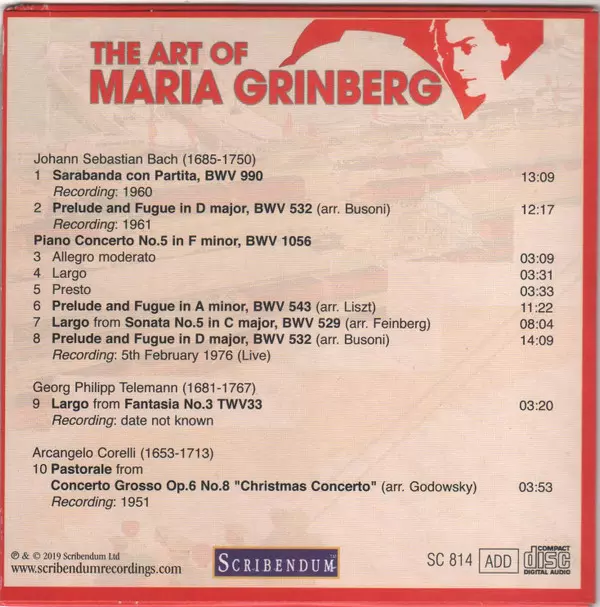 THE ART OF
MARIA GRINBERG
Johann Sebastian Bach (1685-1750)
1 Sarabanda con Partita, BWV 990 13:09
Recording: 1960
2 Prelude and Fugue in D major, BWV 532 (arr. Busoni) 12:17
Recording: 1961
Piano Concerto No.5 in F minor, BWV 1056
3 Allegro moderato 03:09
4 Largo 03:31
5 Presto 03:33
6 Prelude and Fugue in A minor, BWV 543 (arr. Liszt) 11:22
7 Largo from Sonata No.5 in C major, BWV 529 (arr. Feinberg) 08:04
8 Prelude and Fugue in D major, BWV 532 (arr. Busoni) 14:09
Recording: 5th February 1976 (Live)
Georg Philipp Telemann (1681-1767)
9 Largo from Fantasia No.3 TWV33 03:20
Recording: date not known
Arcangelo Corelli (1653-1713)
10 Pastorale from
Concerto Grosso Op.6 No.8 "Christmas Concerto" (arr. Godowsky) 03:53
Recording: 1951
℗ & © 2019 Scribendum Ltd
www.scribendumrecordings.com
SCRIBENDUM™
SC 814
ADD
COMPACT
disc
DIGITAL AUDIO